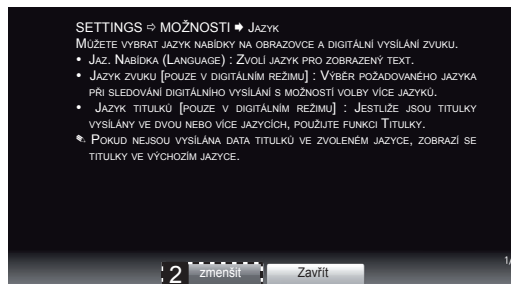 SETTINGS ⇨ MOŽNOSTI ➡ JAZYK
MŮŽETE VYBRAT JAZYK NABÍDKY NA OBRAZOVCE A DIGITÁLNÍ VYSÍLÁNÍ ZVUKU.
• JAZ. NABÍDKA (LANGUAGE) : ZVOLÍ JAZYK PRO ZOBRAZENÝ TEXT.
• JAZYK ZVUKU [POUZE V DIGITÁLNÍM REŽIMU] : VÝBĚR POŽADOVANÉHO JAZYKA
PŘI SLEDOVÁNÍ DIGITÁLNÍHO VYSÍLÁNÍ S MOŽNOSTÍ VOLBY VÍCE JAZYKŮ.
• JAZYK TITULKŮ [POUZE V DIGITÁLNÍM REŽIMU] : JESTLIŽE JSOU TITULKY
VYSÍLÁNY VE DVOU NEBO VÍCE JAZYCÍCH, POUŽIJTE FUNKCI TITULKY.
✎ POKUD NEJSOU VYSÍLÁNA DATA TITULKŮ VE ZVOLENÉM JAZYCE, ZOBRAZÍ SE
TITULKY VE VÝCHOZÍM JAZYCE.
1/
2 zmenšit Zavřít